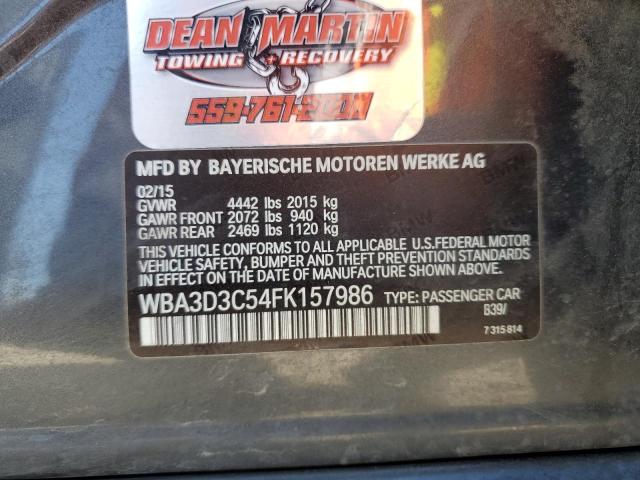 DEAN MARTIN
TOWING + RECOVERY
MFD BY BAYERISCHE MOTOREN WERKE AG
02/15
GVWR 4442 lbs 2015 kg
GAWR FRONT 2072 lbs 940 kg
GAWR REAR 2469 lbs 1120 kg
THIS VEHICLE CONFORMS TO ALL APPLICABLE U.S.FEDERAL MOTOR
VEHICLE SAFETY, BUMPER AND THEFT PREVENTION STANDARDS
IN EFFECT ON THE DATE OF MANUFACTURE SHOWN ABOVE.
WBA3D3C54FK157986 TYPE: PASSENGER CAR
B39/
7 315 814